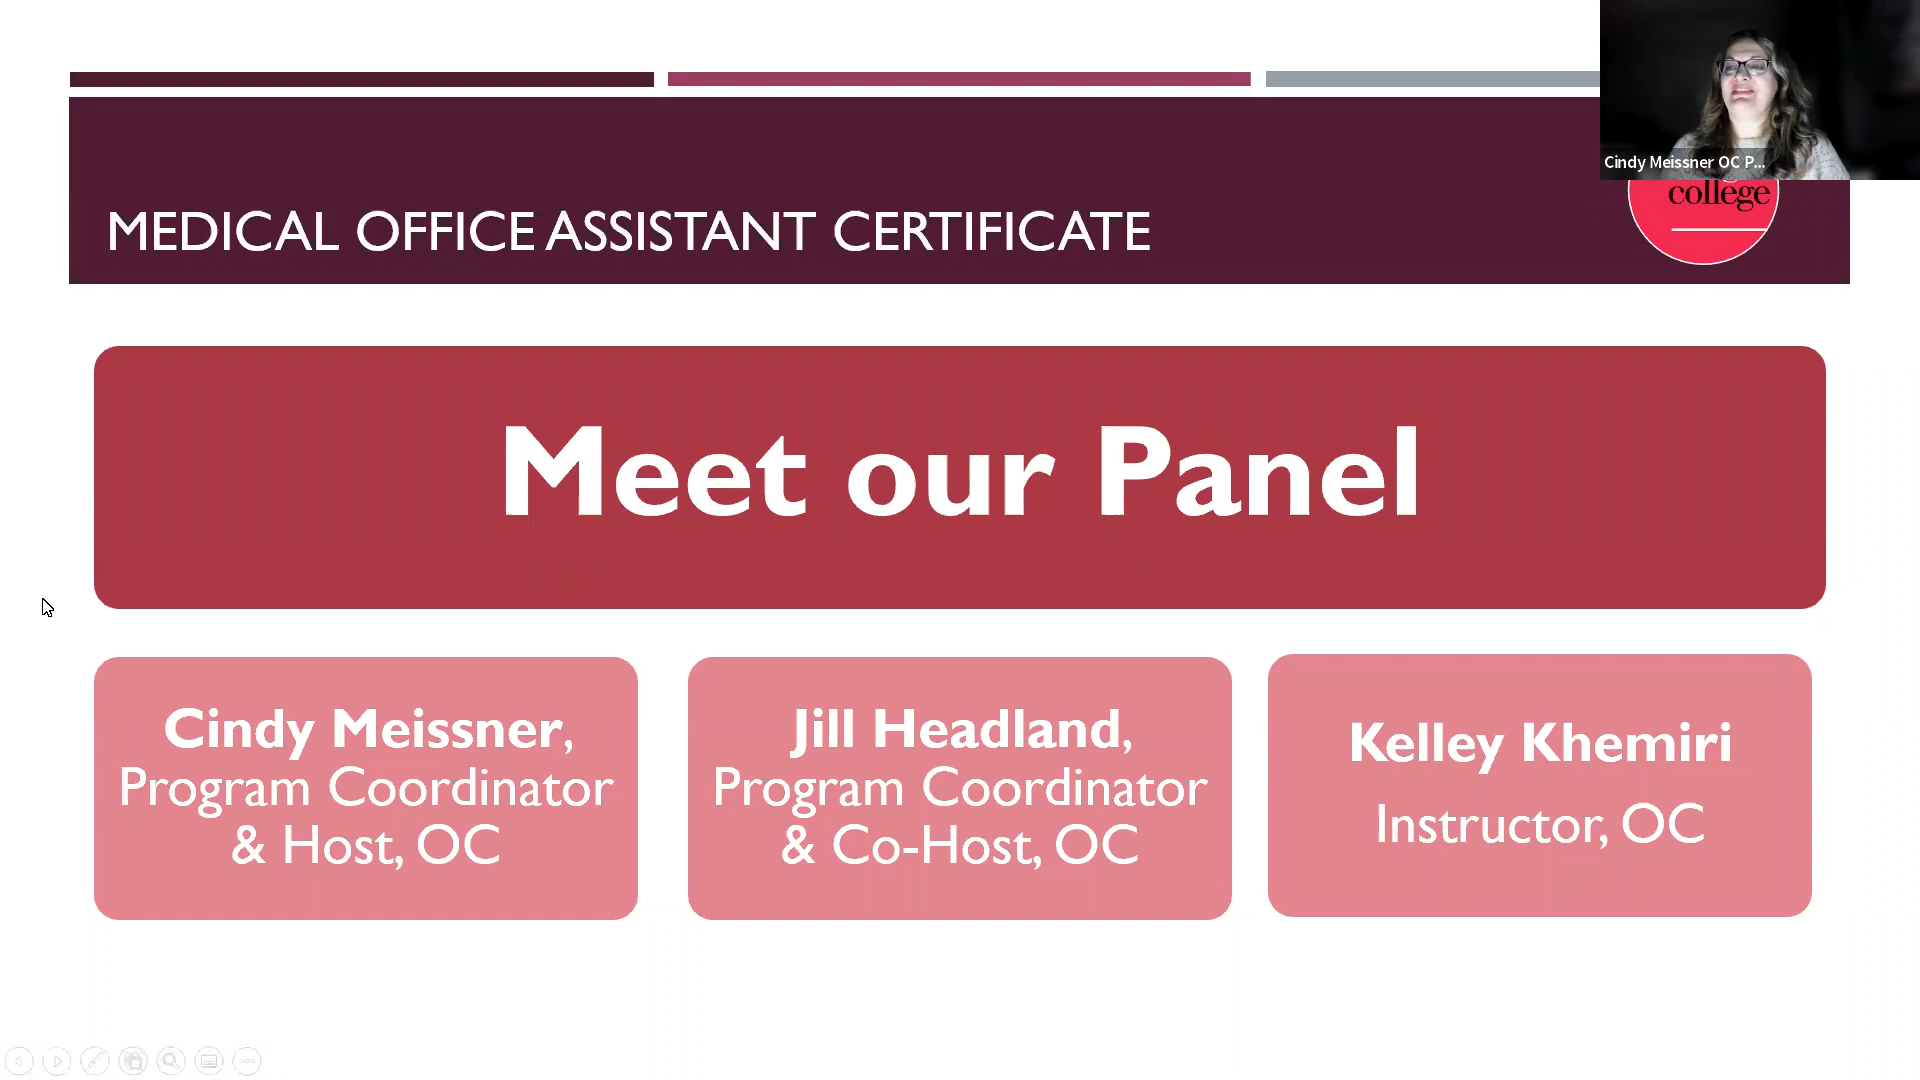 Cindy Meissner OC P...
college
MEDICAL OFFICE ASSISTANT CERTIFICATE
Meet our Panel
Cindy Meissner,
Program Coordinator
& Host, OC
Jill Headland,
Program Coordinator
& Co-Host, OC
Kelley Khemiri
Instructor, OC